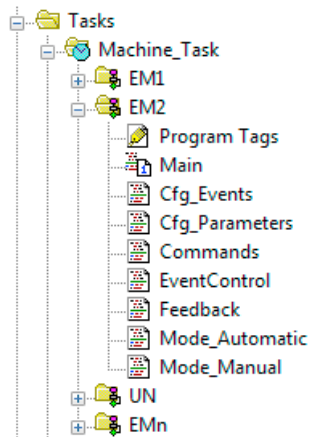 Tasks
Machine_Task
EM1
EM2
Program Tags
Main
Cfg_Events
Cfg_Parameters
Commands
EventControl
Feedback
Mode_Automatic
Mode_Manual
UN
EMn